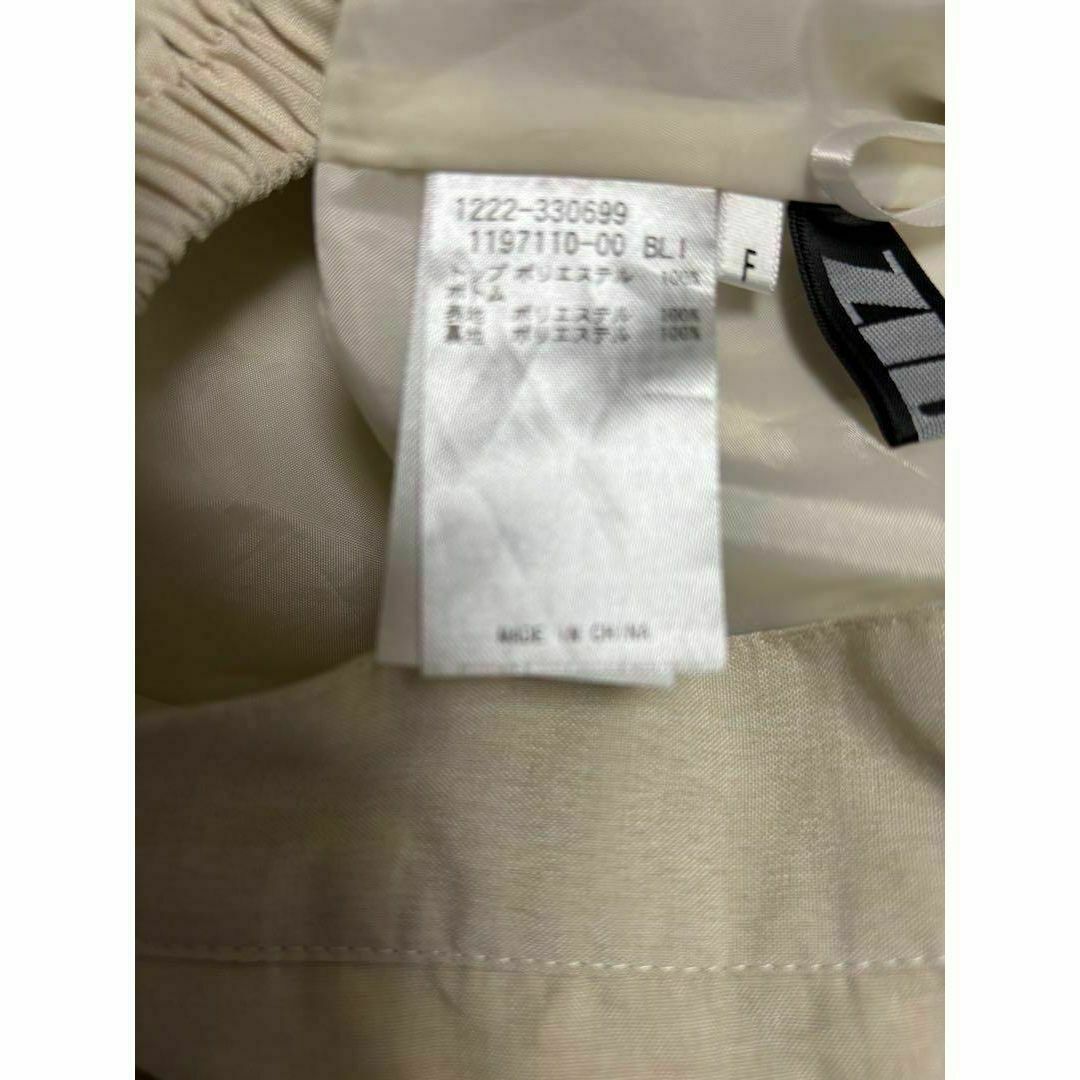 1222-330699
1197110-00 BLI
トップ ポリエステル 100%
ボトム
表地 ポリエステル 100%
裏地 ポリエステル 100%
MADE IN CHINA
F